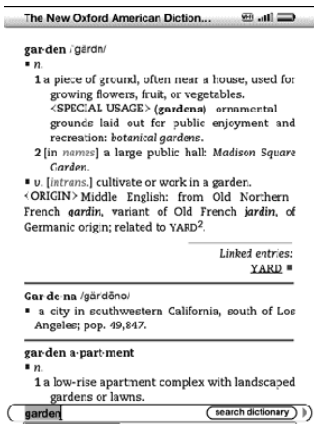 The New Oxford American Diction...
gar·den /ˈgärdn/
▪ n.
1 a piece of ground, often near a house, used for
growing flowers, fruit, or vegetables.
<SPECIAL USAGE> (gardens) ornamental
grounds laid out for public enjoyment and
recreation: botanical gardens.
2 [in names] a large public hall: Madison Square
Garden.
▪ v. [intrans.] cultivate or work in a garden.
<ORIGIN> Middle English: from Old Northern
French gardin, variant of Old French jardin, of
Germanic origin; related to YARD².
Linked entries:
YARD ▪
Gar·de·na /gärdēnə/
▪ a city in southwestern California, south of Los
Angeles; pop. 49,847.
gar·den a·part·ment
▪ n.
1 a low-rise apartment complex with landscaped
gardens or lawns.
garden search dictionary